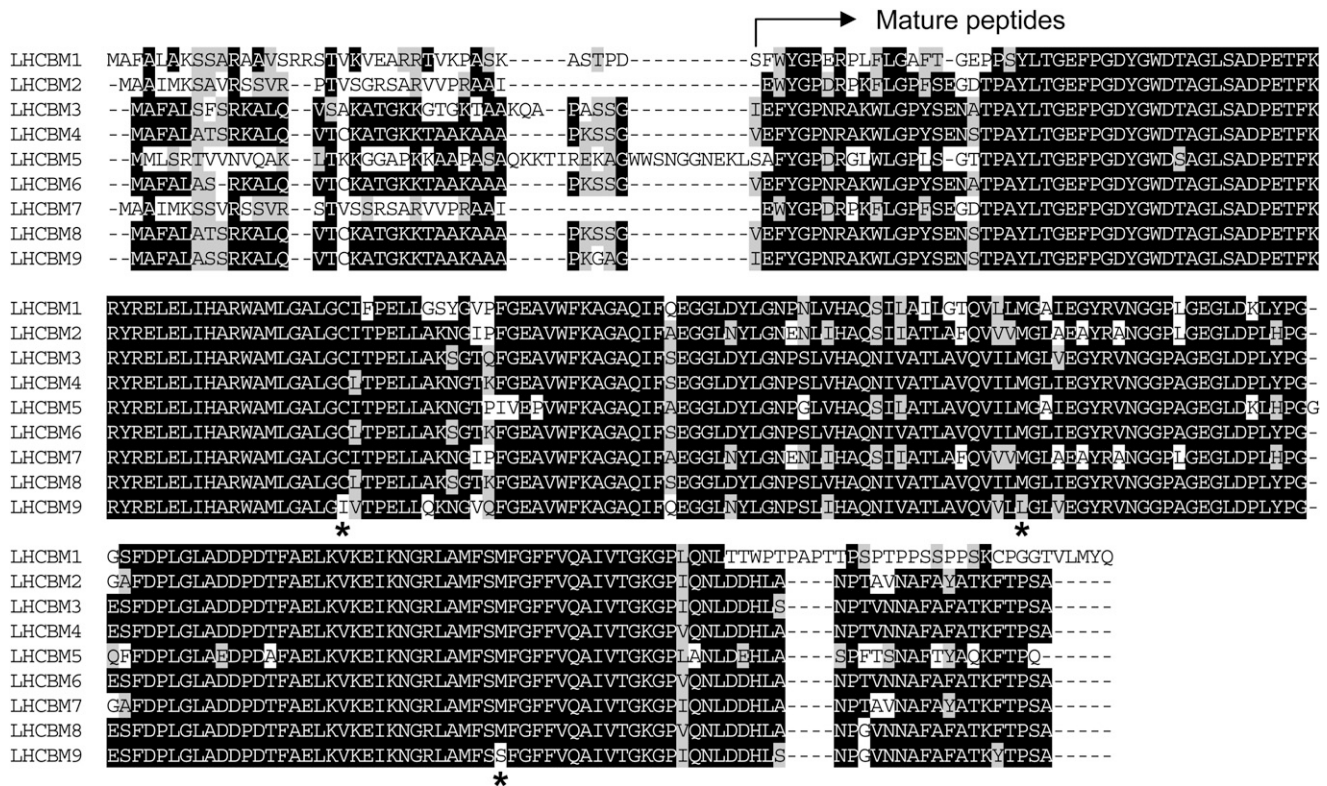 Mature peptides
LHCBM1 MAFALAKSSARAAVSRRSTVKVEARRTVKPASK-----ASTPD----------SFWYGPERPLFLGAFT-GEPPSYLTGEFPGDYGWDTAGLSADPETFK
LHCBM2 -MAAIMKSAVRSSVR--PTVSGRSARVVPRAAI---------------------EWYGPDRPKFLGPFSEGDTPAYLTGEFPGDYGWDTAGLSADPETFK
LHCBM3 --MAFALSFSRKALQ--VSAKATGKKGTGKTAAKQA--PASSG----------IEFYGPNRAKWLGPYSENATPAYLTGEFPGDYGWDTAGLSADPETFK
LHCBM4 --MAFALATSRKALQ--VTCKATGKKTAAKAAA-----PKSSG----------VEFYGPNRAKWLGPYSENATPAYLTGEFPGDYGWDTAGLSADPETFK
LHCBM5 --MMLSRTVVNVQAK--LTKKGGAPKKAAPASAQKKTIREKAGWWSNGGNEKLSAFYGPDRGLWLGPLS-GTTPAYLTGEFPGDYGWDSAGLSADPETFK
LHCBM6 --MAFALAS-RKALQ--VTCKATGKKTAAKAAA-----PKSSG----------VEFYGPNRAKWLGPYSENATPAYLTGEFPGDYGWDTAGLSADPETFK
LHCBM7 -MAAIMKSSVRSSVR--STVSSRSARVVPRAAI---------------------EWYGPDRPKFLGPFSEGDTPAYLTGEFPGDYGWDTAGLSADPETFK
LHCBM8 --MAFALATSRKALQ--VTCKATGKKTAAKAAA-----PKSSG----------VEFYGPNRAKWLGPYSENSTPAYLTGEFPGDYGWDTAGLSADPETFK
LHCBM9 --MAFALASSRKALQ--VTCKATGKKTAAKAAA-----PKGAG----------IEFYGPNRAKWLGPYSENSTPAYLTGEFPGDYGWDTAGLSADPETFK
LHCBM1 RYRELELIHARWAMLGALGCIFPELLGSYGVPFGEAVWFKAGAQIFQEGGLDYLGNPNLVHAQSILAILGTQVILMGAIEGYRVNGGPLGEGLDKLYPG-
LHCBM2 RYRELELIHARWAMLGALGCITPELLAKNGIPFGEAVWFKAGAQIFAEGGLNYLGNENLIHAQSIIATLAFQVVVMGLAEAYRANGGPLGEGLDPLHPG-
LHCBM3 RYRELELIHARWAMLGALGCITPELLAKSGTQFGEAVWFKAGAQIFSEGGLDYLGNPSLVHAQNIVATLAVQVILMGLVEGYRVNGGPAGEGLDPLYPG-
LHCBM4 RYRELELIHARWAMLGALGCLTPELLAKNGTKFGEAVWFKAGAQIFSEGGLDYLGNPSLVHAQNIVATLAVQVILMGLIEGYRVNGGPAGEGLDPLYPG-
LHCBM5 RYRELELIHARWAMLGALGCITPELLAKNGTPIVEPVWFKAGAQIFAEGGLDYLGNPGLVHAQSILATLAVQVILMGAIEGYRVNGGPAGEGLDKLHPGG
LHCBM6 RYRELELIHARWAMLGALGCLTPELLAKSGTKFGEAVWFKAGAQIFSEGGLDYLGNPSLVHAQNIVATLAVQVILMGLIEGYRVNGGPAGEGLDPLYPG-
LHCBM7 RYRELELIHARWAMLGALGCITPELLAKNGIPFGEAVWFKAGAQIFAEGGLNYLGNENLIHAQSIIATLAFQVVVMGLAEAYRANGGPLGEGLDPLHPG-
LHCBM8 RYRELELIHARWAMLGALGCLTPELLAKSGTKFGEAVWFKAGAQIFSEGGLDYLGNPSLVHAQNIVATLAVQVILMGLIEGYRVNGGPAGEGLDPLYPG-
LHCBM9 RYRELELIHARWAMLGALGIVTPELLQKNGVQFGEAVWFKAGAQIFSEGGLNYLGNPSLIHAQNIVATLAVQVVLLGLVEGYRVNGGPAGEGLDPLYPG-
* *
LHCBM1 GSFDPLGLADDPDTFAELKVKEIKNGRLAMFSMFGFFVQAIVTGKGPLQNLTTWPTPAPTTPSPTPPSSPPSKCPGGTVLMYQ
LHCBM2 GAFDPLGLADDPDTFAELKVKEIKNGRLAMFSMFGFFVQAIVTGKGPIQNLDDHLA----NPTAVNAFAYATKFTPSA-----
LHCBM3 ESFDPLGLADDPDTFAELKVKEIKNGRLAMFSMFGFFVQAIVTGKGPIQNLDDHLS----NPTVNNAFAFATKFTPSA-----
LHCBM4 ESFDPLGLADDPDTFAELKVKEIKNGRLAMFSMFGFFVQAIVTGKGPVQNLDDHLA----NPTVNNAFAFATKFTPSA-----
LHCBM5 QFFDPLGLAEDPDAFAELKVKEIKNGRLAMFSMFGFFVQAIVTGKGPLANLDEHLA----SPFTSNAFTYAQKFTPQ------
LHCBM6 ESFDPLGLADDPDTFAELKVKEIKNGRLAMFSMFGFFVQAIVTGKGPVQNLDDHLA----NPTVNNAFAFATKFTPSA-----
LHCBM7 GAFDPLGLADDPDTFAELKVKEIKNGRLAMFSMFGFFVQAIVTGKGPIQNLDDHLA----NPTAVNAFAYATKFTPSA-----
LHCBM8 ESFDPLGLADDPDTFAELKVKEIKNGRLAMFSMFGFFVQAIVTGKGPVQNLDDHLA----NPGVNNAFAFATKFTPSA-----
LHCBM9 ESFDPLGLADDPDTFAELKVKEIKNGRLAMFSSFGFFVQAIVTGKGPIQNLDDHLS----NPGVNNAFAFATKYTPSA-----
*